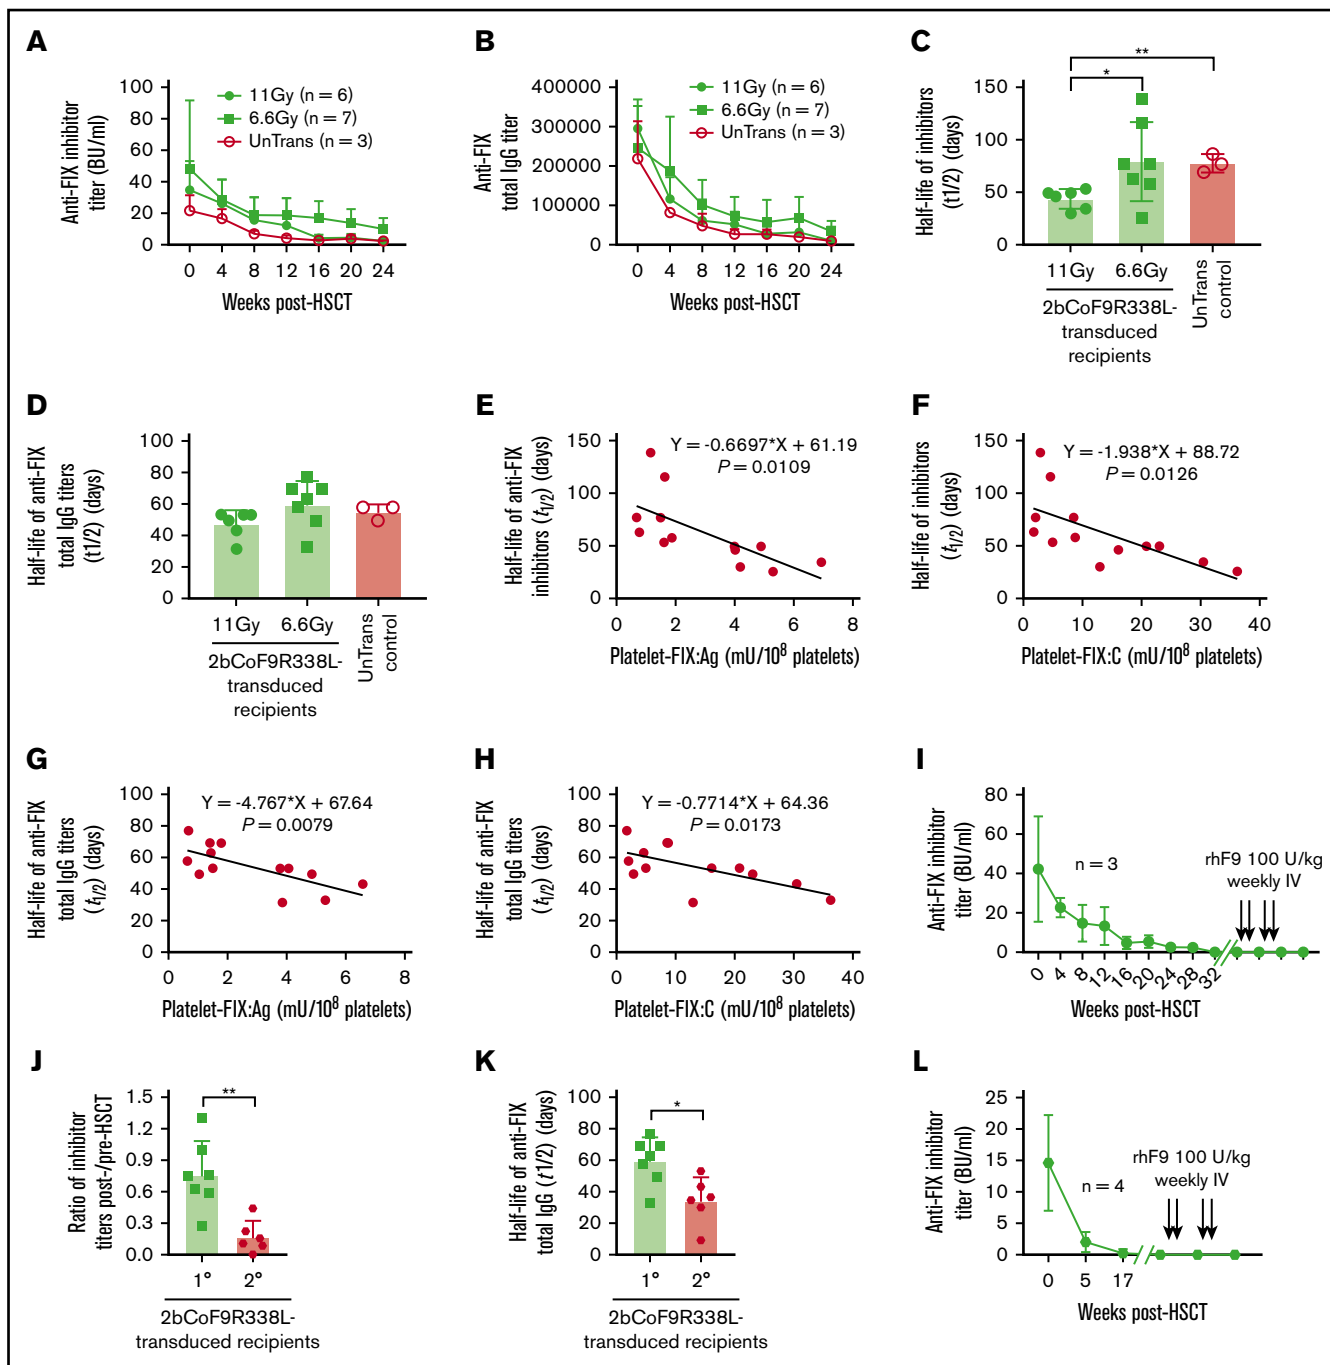 A
Anti-FIX inhibitor
titer (BU/ml)
100
80
60
40
20
0
11Gy (n = 6)
6.6Gy (n = 7)
UnTrans (n = 3)
0 4 8 12 16 20 24
Weeks post-HSCT
B
Anti-FIX
total IgG titer
400000
300000
200000
100000
0
11Gy (n = 6)
6.6Gy (n = 7)
UnTrans (n = 3)
0 4 8 12 16 20 24
Weeks post-HSCT
C
Half-life of inhibitors
(t1/2) (days)
150
100
50
0
**
*
11Gy 6.6Gy
2bCoF9R338L-
transduced
recipients
UnTrans
control
D
Half-life of anti-FIX
total IgG titers
(t1/2) (days)
100
80
60
40
20
0
11Gy 6.6Gy
2bCoF9R338L-
transduced
recipients
UnTrans
control
E
Half-life of anti-FIX
inhibitors (t1/2) (days)
150
100
50
0
Y = -0.6697*X + 61.19
P = 0.0109
0 2 4 6 8
Platelet-FIX:Ag (mU/10⁸ platelets)
F
Half-life of inhibitors
(t1/2) (days)
150
100
50
0
Y = -1.938*X + 88.72
P = 0.0126
0 10 20 30 40
Platelet-FIX:C (mU/10⁸ platelets)
G
Half-life of anti-FIX
total IgG titers
(t1/2) (days)
100
80
60
40
20
0
Y = -4.767*X + 67.64
P = 0.0079
0 2 4 6 8
Platelet-FIX:Ag (mU/10⁸ platelets)
H
Half-life of anti-FIX
total IgG titers
(t1/2) (days)
100
80
60
40
20
0
Y = -0.7714*X + 64.36
P = 0.0173
0 10 20 30 40
Platelet-FIX:C (mU/10⁸ platelets)
I
Anti-FIX inhibitor
titer (BU/ml)
80
60
40
20
0
n = 3
rhF9 100 U/kg
weekly IV
0 4 8 12 16 20 24 28 32
Weeks post-HSCT
J
Ratio of inhibitor
titers post-/pre-HSCT
1.5
1.2
0.9
0.6
0.3
0.0
**
1° 2°
2bCoF9R338L-
transduced recipients
K
Half-life of anti-FIX
total IgG (t1/2) (days)
100
80
60
40
20
0
*
1° 2°
2bCoF9R338L-
transduced recipients
L
Anti-FIX inhibitor
titer (BU/ml)
25
20
15
10
5
0
n = 4
rhF9 100 U/kg
weekly IV
0 5 17
Weeks post-HSCT